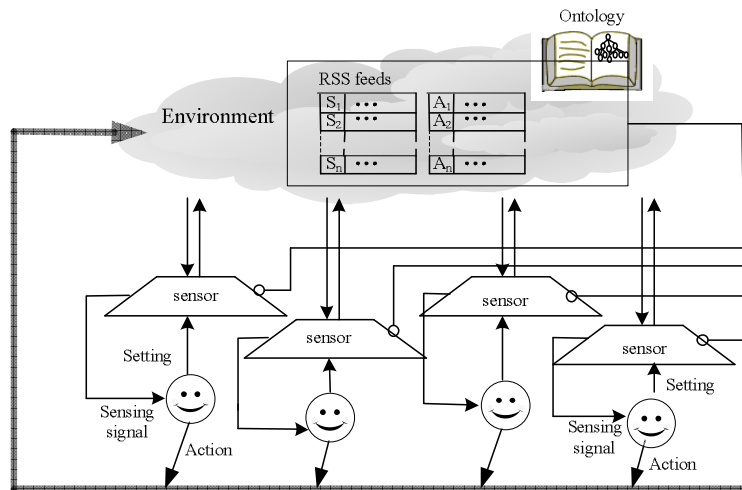 Ontology
RSS feeds
Environment
S1 ••• A1 •••
S2 ••• A2 •••
Sn ••• An •••
sensor
sensor
sensor
sensor
Setting
Setting
Sensing
signal
Sensing
signal
Action
Action